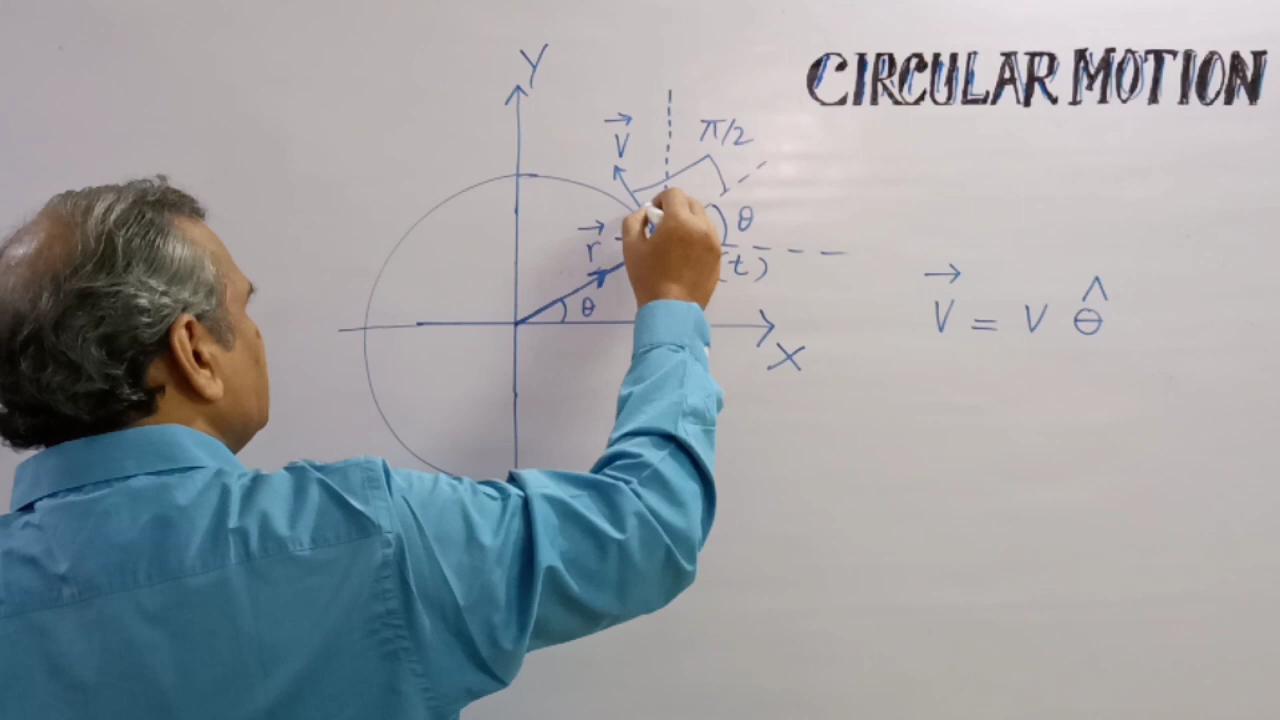 CIRCULAR MOTION
Y
π/2
→
V
θ
→
r
(t)
θ
X
→
V = V θ̂